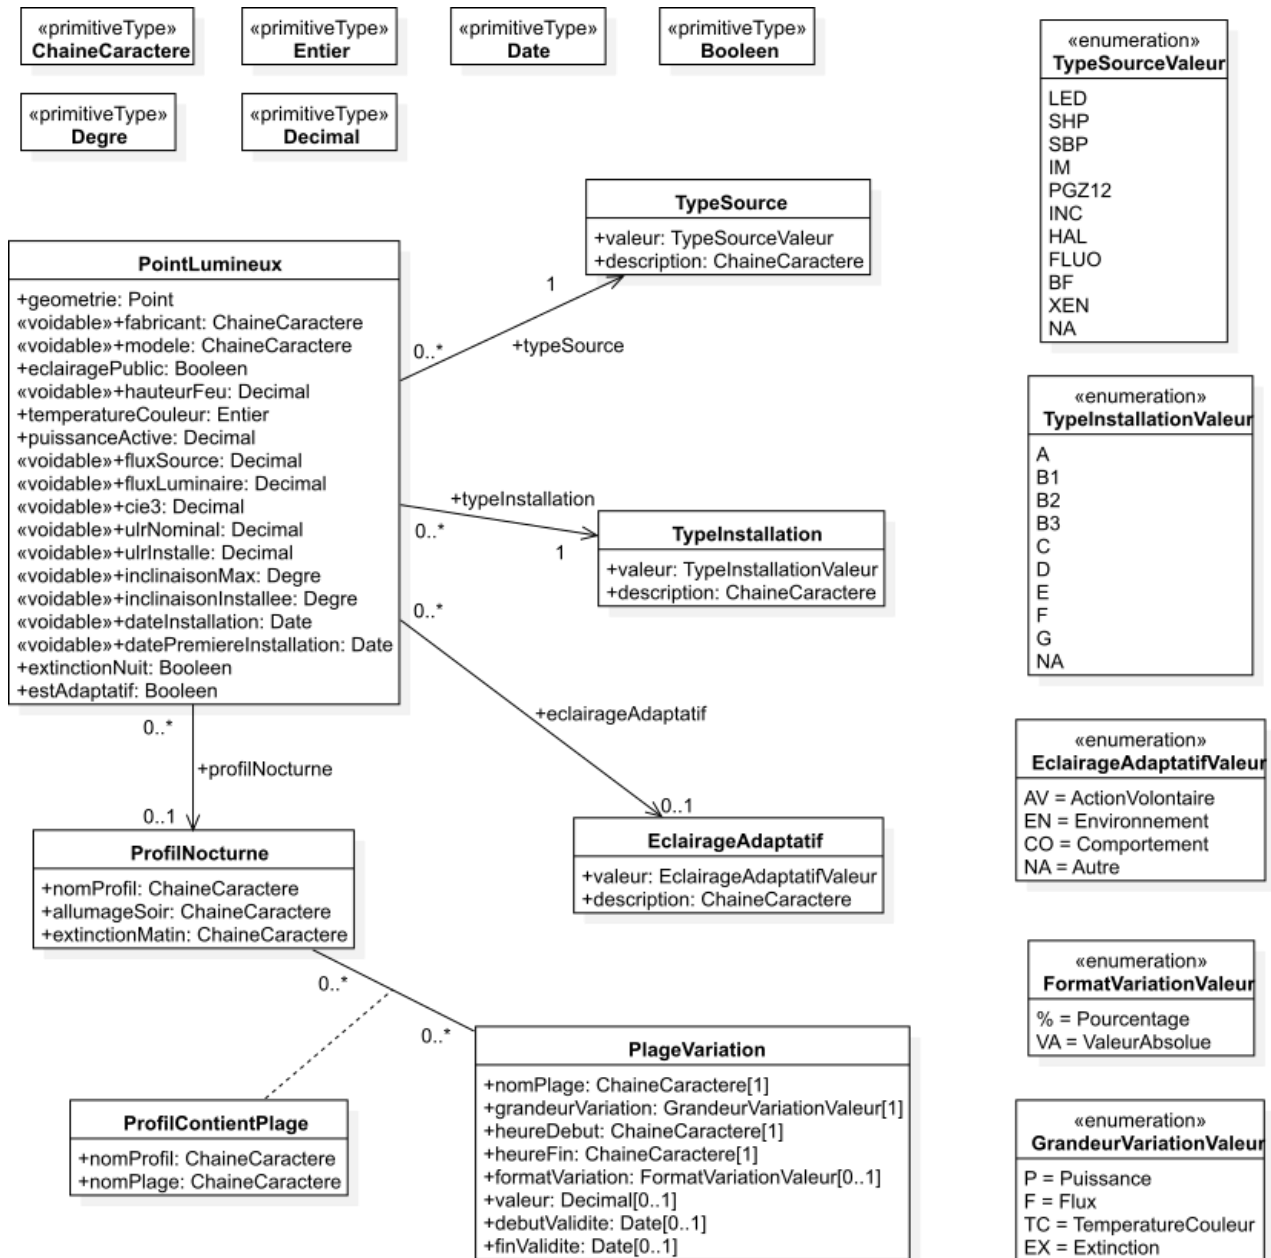 «primitiveType»
ChaineCaractere
«primitiveType»
Entier
«primitiveType»
Date
«primitiveType»
Booleen
«primitiveType»
Degre
«primitiveType»
Decimal
«enumeration»
TypeSourceValeur
LED
SHP
SBP
IM
PGZ12
INC
HAL
FLUO
BF
XEN
NA
TypeSource
+valeur: TypeSourceValeur
+description: ChaineCaractere
1
0..*
+typeSource
PointLumineux
+geometrie: Point
«voidable»+fabricant: ChaineCaractere
«voidable»+modele: ChaineCaractere
+eclairagePublic: Booleen
«voidable»+hauteurFeu: Decimal
+temperatureCouleur: Entier
+puissanceActive: Decimal
«voidable»+fluxSource: Decimal
«voidable»+fluxLuminaire: Decimal
«voidable»+cie3: Decimal
«voidable»+ulrNominal: Decimal
«voidable»+ulrInstalle: Decimal
«voidable»+inclinaisonMax: Degre
«voidable»+inclinaisonInstallee: Degre
«voidable»+dateInstallation: Date
«voidable»+datePremiereInstallation: Date
+extinctionNuit: Booleen
+estAdaptatif: Booleen
+typeInstallation
0..*
1
TypeInstallation
+valeur: TypeInstallationValeur
+description: ChaineCaractere
«enumeration»
TypeInstallationValeur
A
B1
B2
B3
C
D
E
F
G
NA
0..*
+eclairageAdaptatif
0..1
EclairageAdaptatif
+valeur: EclairageAdaptatifValeur
+description: ChaineCaractere
«enumeration»
EclairageAdaptatifValeur
AV = ActionVolontaire
EN = Environnement
CO = Comportement
NA = Autre
0..*
+profilNocturne
0..1
ProfilNocturne
+nomProfil: ChaineCaractere
+allumageSoir: ChaineCaractere
+extinctionMatin: ChaineCaractere
0..*
0..*
«enumeration»
FormatVariationValeur
% = Pourcentage
VA = ValeurAbsolue
ProfilContientPlage
+nomProfil: ChaineCaractere
+nomPlage: ChaineCaractere
PlageVariation
+nomPlage: ChaineCaractere[1]
+grandeurVariation: GrandeurVariationValeur[1]
+heureDebut: ChaineCaractere[1]
+heureFin: ChaineCaractere[1]
+formatVariation: FormatVariationValeur[0..1]
+valeur: Decimal[0..1]
+debutValidite: Date[0..1]
+finValidite: Date[0..1]
«enumeration»
GrandeurVariationValeur
P = Puissance
F = Flux
TC = TemperatureCouleur
EX = Extinction